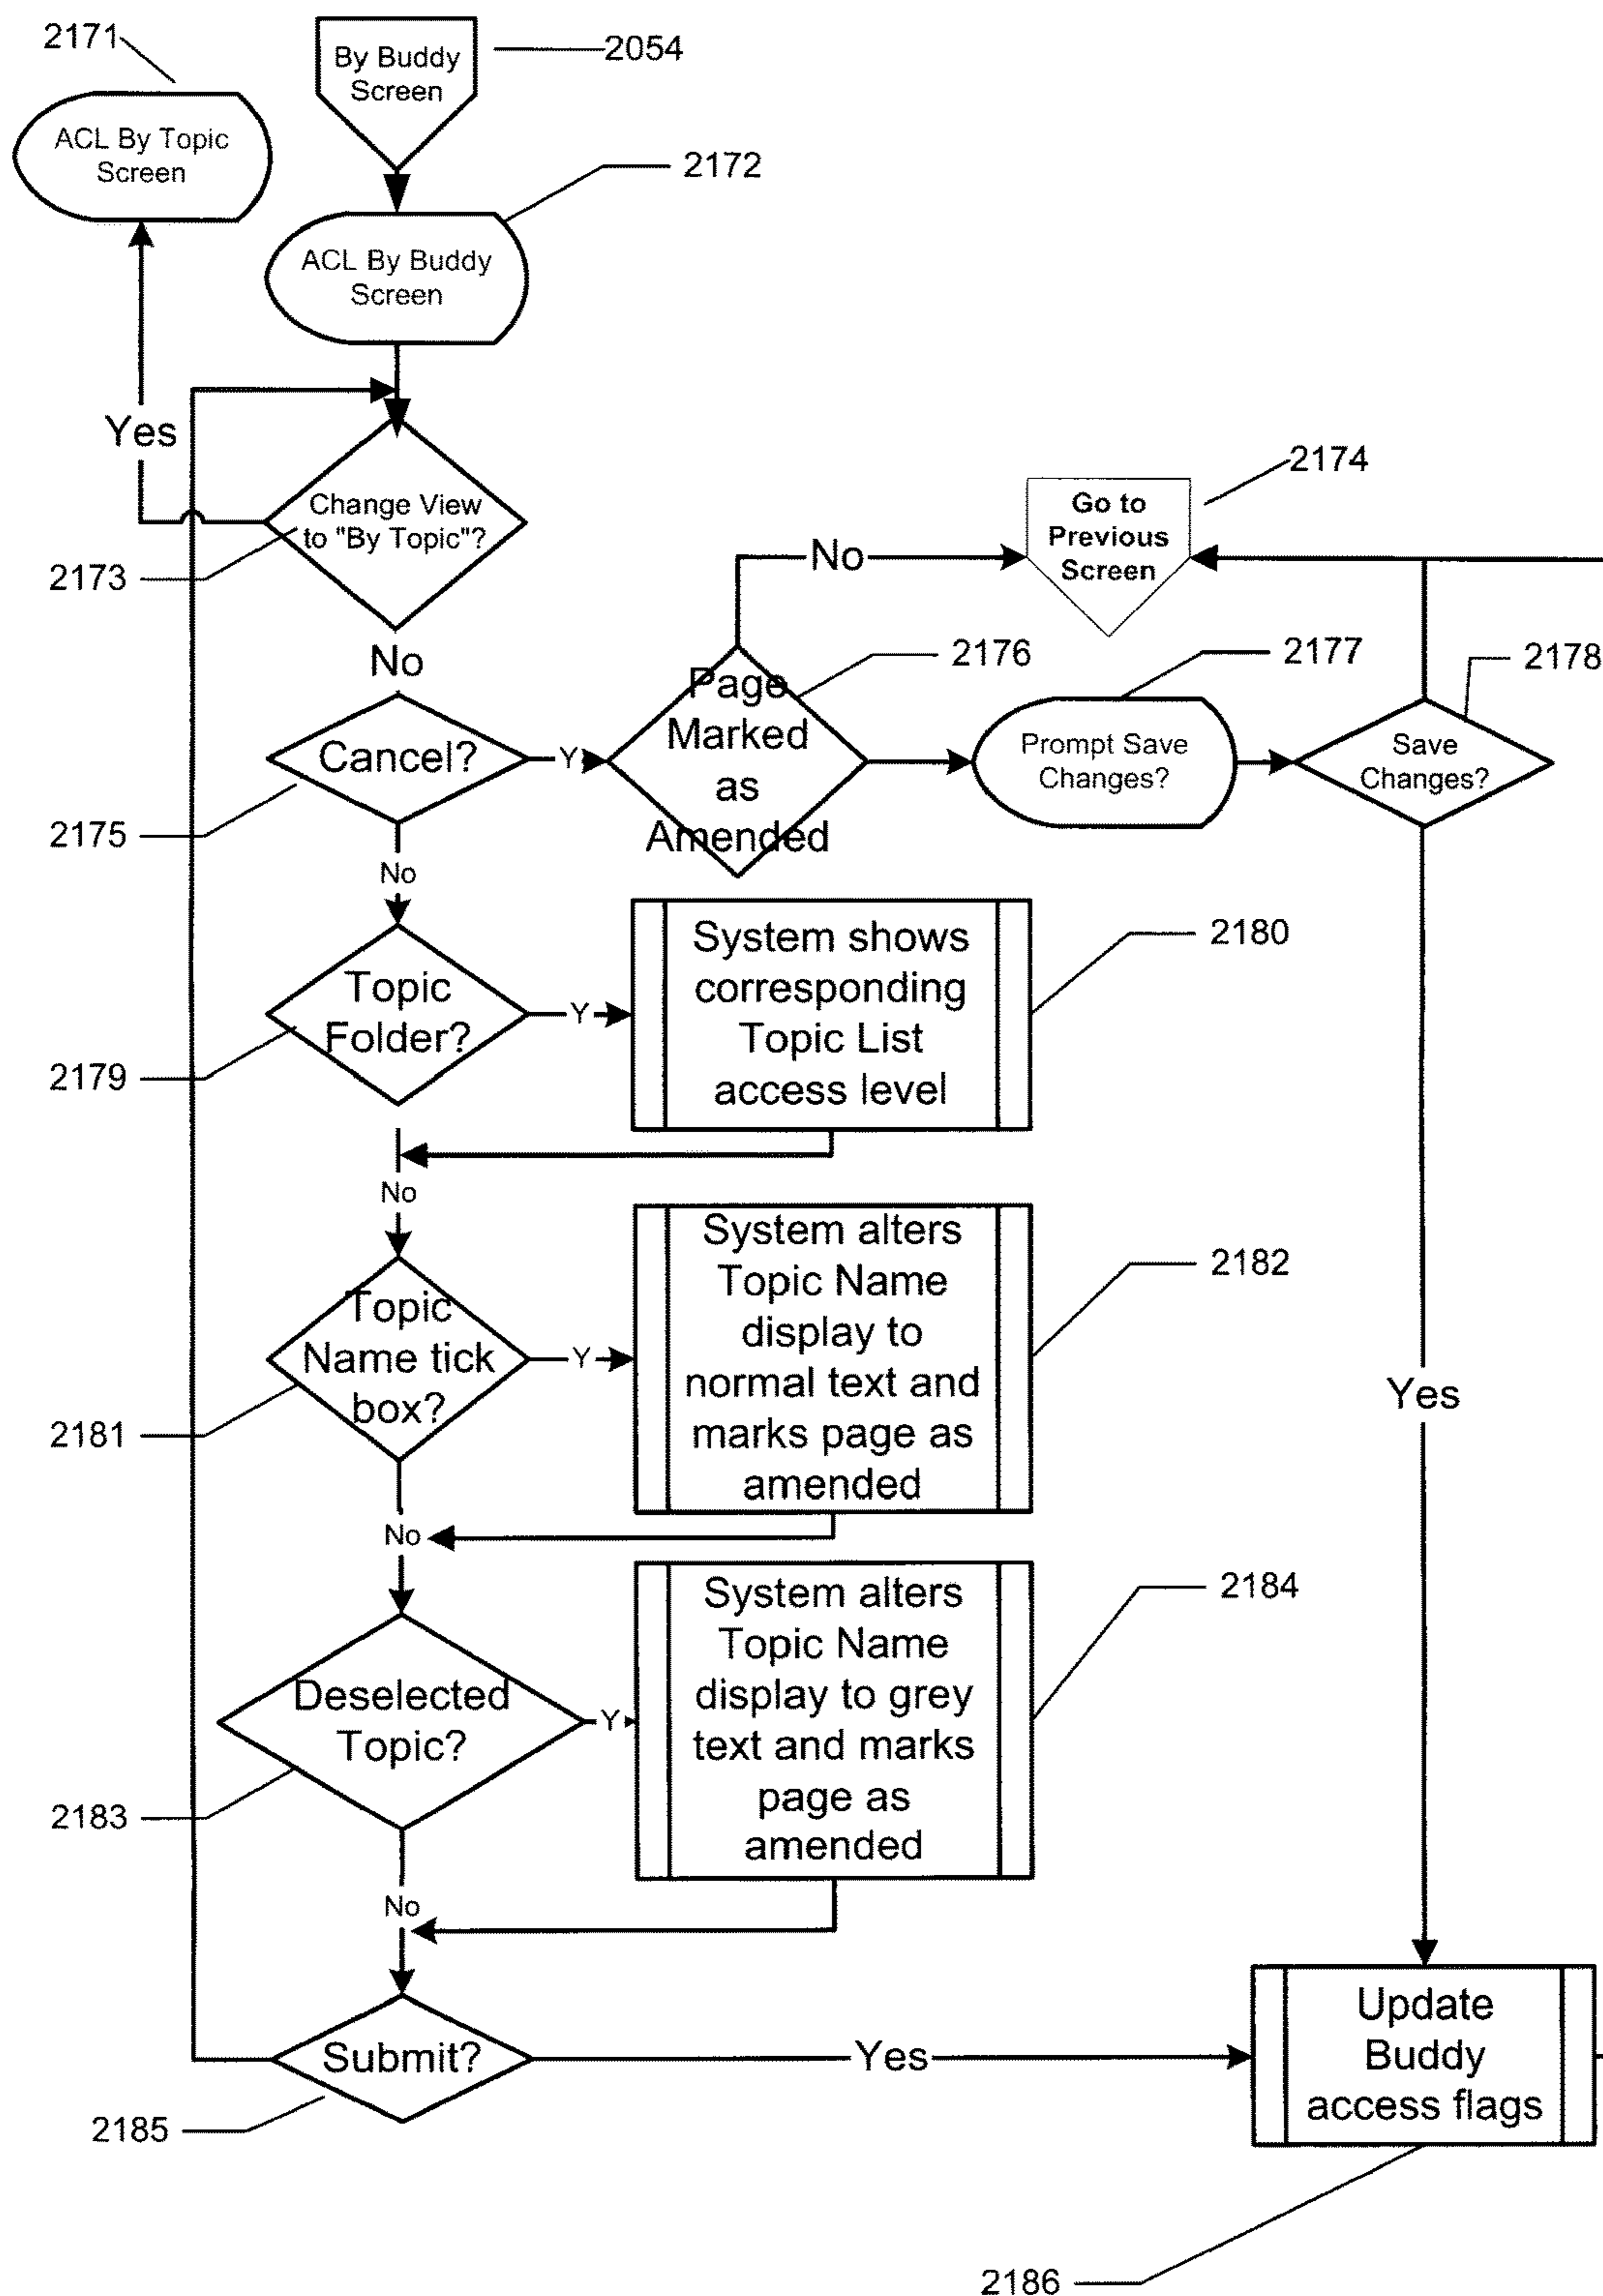 2171
By Buddy
Screen
2054
ACL By Topic
Screen
2172
ACL By Buddy
Screen
Yes
Change View
to "By Topic"?
2173
2174
Go to
Previous
Screen
No
No
2176
2177
2178
Page
Marked
as
Amended
Cancel?
Y
Prompt Save
Changes?
Save
Changes?
2175
No
System shows
corresponding
Topic List
access level
2180
Topic
Folder?
Y
2179
No
System alters
Topic Name
display to
normal text and
marks page as
amended
2182
Topic
Name tick
box?
Y
Yes
2181
No
System alters
Topic Name
display to grey
text and marks
page as
amended
2184
Deselected
Topic?
Y
2183
No
Submit?
Yes
Update
Buddy
access flags
2185
2186